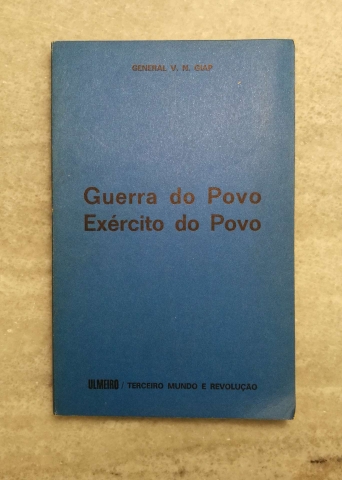 GENERAL V. N. GIAP
Guerra do Povo
Exército do Povo
ULMEIRO / TERCEIRO MUNDO E REVOLUÇÃO